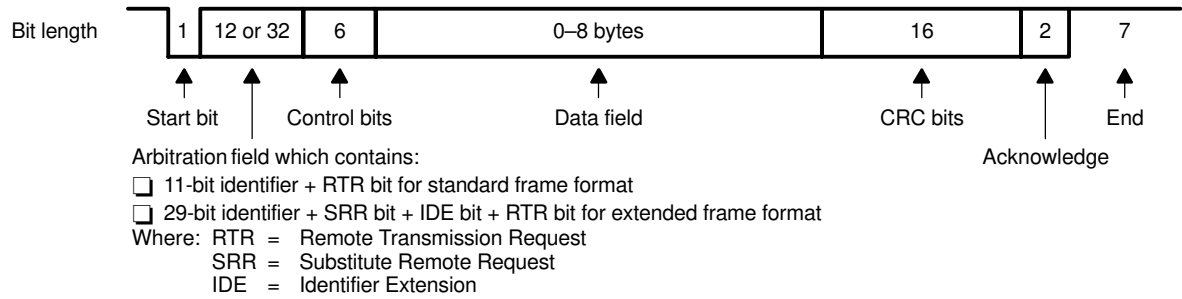 Bit length 1 12 or 32 6 0–8 bytes 16 2 7
Start bit Control bits Data field CRC bits End
Arbitration field which contains: Acknowledge
❏ 11-bit identifier + RTR bit for standard frame format
❏ 29-bit identifier + SRR bit + IDE bit + RTR bit for extended frame format
Where: RTR = Remote Transmission Request
SRR = Substitute Remote Request
IDE = Identifier Extension